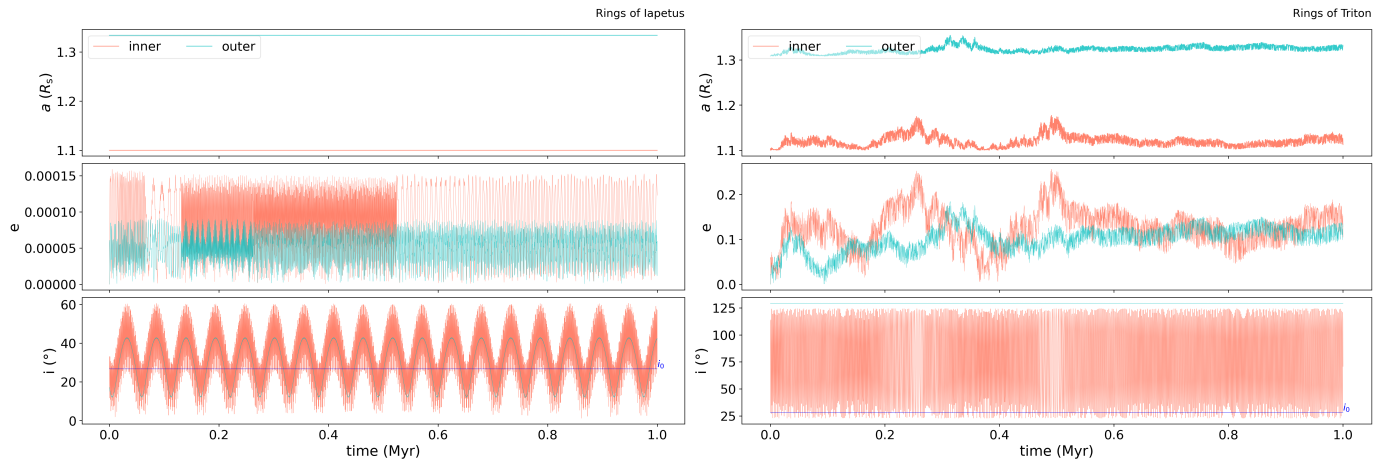 Rings of Iapetus
inner
outer
1.3
1.2
1.1
a (Rs)
0.00015
0.00010
0.00005
0.00000
e
60
40
20
0
i (°)
i0
0.0 0.2 0.4 0.6 0.8 1.0
time (Myr)
Rings of Triton
inner
outer
1.3
1.2
1.1
a (Rs)
0.2
0.1
0.0
e
125
100
75
50
25
i (°)
i0
0.0 0.2 0.4 0.6 0.8 1.0
time (Myr)